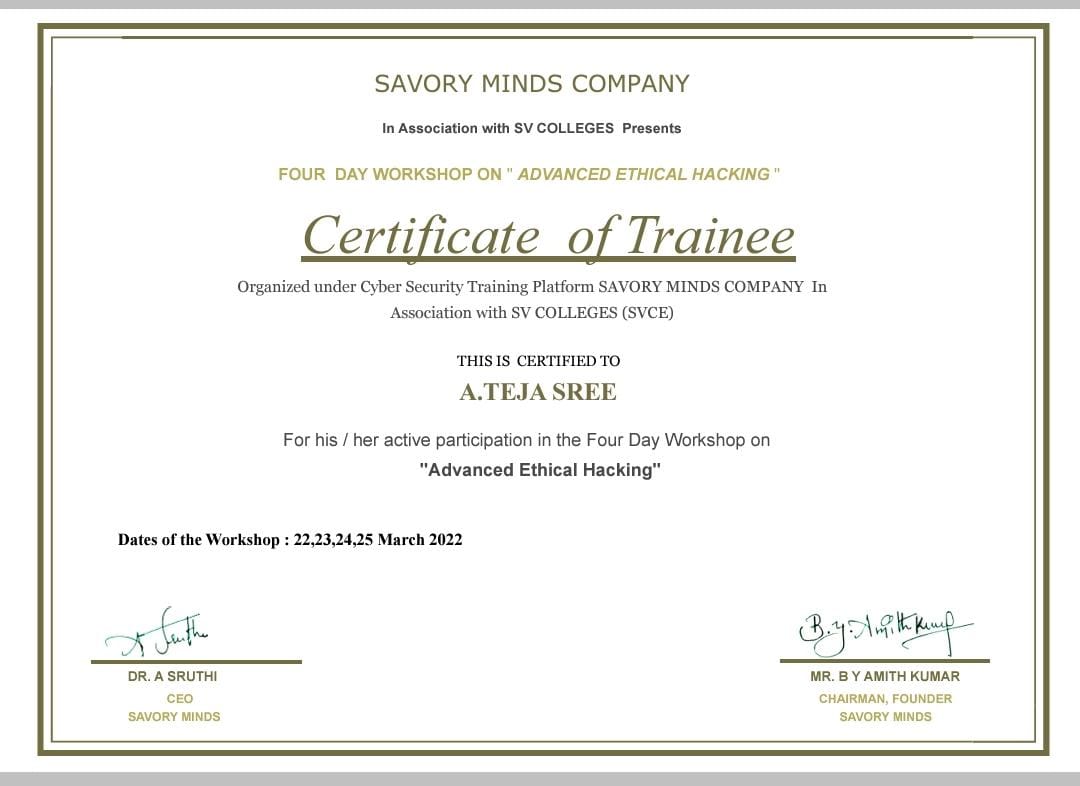 SAVORY MINDS COMPANY
In Association with SV COLLEGES Presents
FOUR DAY WORKSHOP ON " ADVANCED ETHICAL HACKING "
Certificate of Trainee
Organized under Cyber Security Training Platform SAVORY MINDS COMPANY In
Association with SV COLLEGES (SVCE)
THIS IS CERTIFIED TO
A.TEJA SREE
For his / her active participation in the Four Day Workshop on
"Advanced Ethical Hacking"
Dates of the Workshop : 22,23,24,25 March 2022
A Sruthi
B.Y.Amith Kumar
DR. A SRUTHI
CEO
SAVORY MINDS
MR. B Y AMITH KUMAR
CHAIRMAN, FOUNDER
SAVORY MINDS